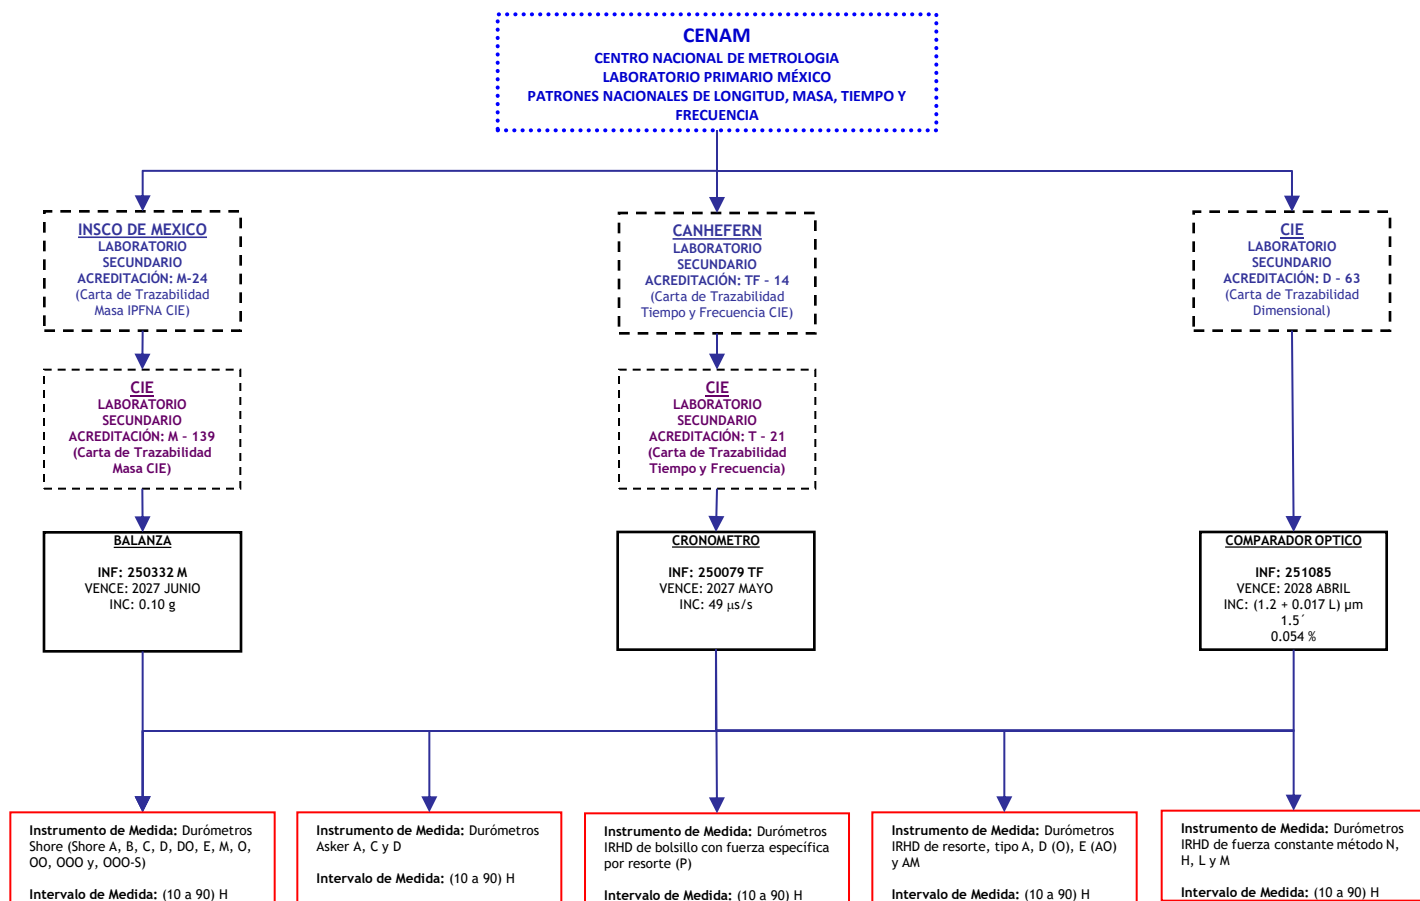 CENAM
CENTRO NACIONAL DE METROLOGIA
LABORATORIO PRIMARIO MÉXICO
PATRONES NACIONALES DE LONGITUD, MASA, TIEMPO Y
FRECUENCIA
INSCO DE MEXICO
LABORATORIO
SECUNDARIO
ACREDITACIÓN: M-24
(Carta de Trazabilidad
Masa IPFNA CIE)
CANHEFERN
LABORATORIO
SECUNDARIO
ACREDITACIÓN: TF - 14
(Carta de Trazabilidad
Tiempo y Frecuencia CIE)
CIE
LABORATORIO
SECUNDARIO
ACREDITACIÓN: D - 63
(Carta de Trazabilidad
Dimensional)
CIE
LABORATORIO
SECUNDARIO
ACREDITACIÓN: M - 139
(Carta de Trazabilidad
Masa CIE)
CIE
LABORATORIO
SECUNDARIO
ACREDITACIÓN: T - 21
(Carta de Trazabilidad
Tiempo y Frecuencia)
BALANZA
INF: 250332 M
VENCE: 2027 JUNIO
INC: 0.10 g
CRONOMETRO
INF: 250079 TF
VENCE: 2027 MAYO
INC: 49 µs/s
COMPARADOR OPTICO
INF: 251085
VENCE: 2028 ABRIL
INC: (1.2 + 0.017 L) µm
1.5´
0.054 %
Instrumento de Medida: Durómetros
Shore (Shore A, B, C, D, DO, E, M, O,
OO, OOO y, OOO-S)
Intervalo de Medida: (10 a 90) H
Instrumento de Medida: Durómetros
Asker A, C y D
Intervalo de Medida: (10 a 90) H
Instrumento de Medida: Durómetros
IRHD de bolsillo con fuerza específica
por resorte (P)
Intervalo de Medida: (10 a 90) H
Instrumento de Medida: Durómetros
IRHD de resorte, tipo A, D (O), E (AO)
y AM
Intervalo de Medida: (10 a 90) H
Instrumento de Medida: Durómetros
IRHD de fuerza constante método N,
H, L y M
Intervalo de Medida: (10 a 90) H